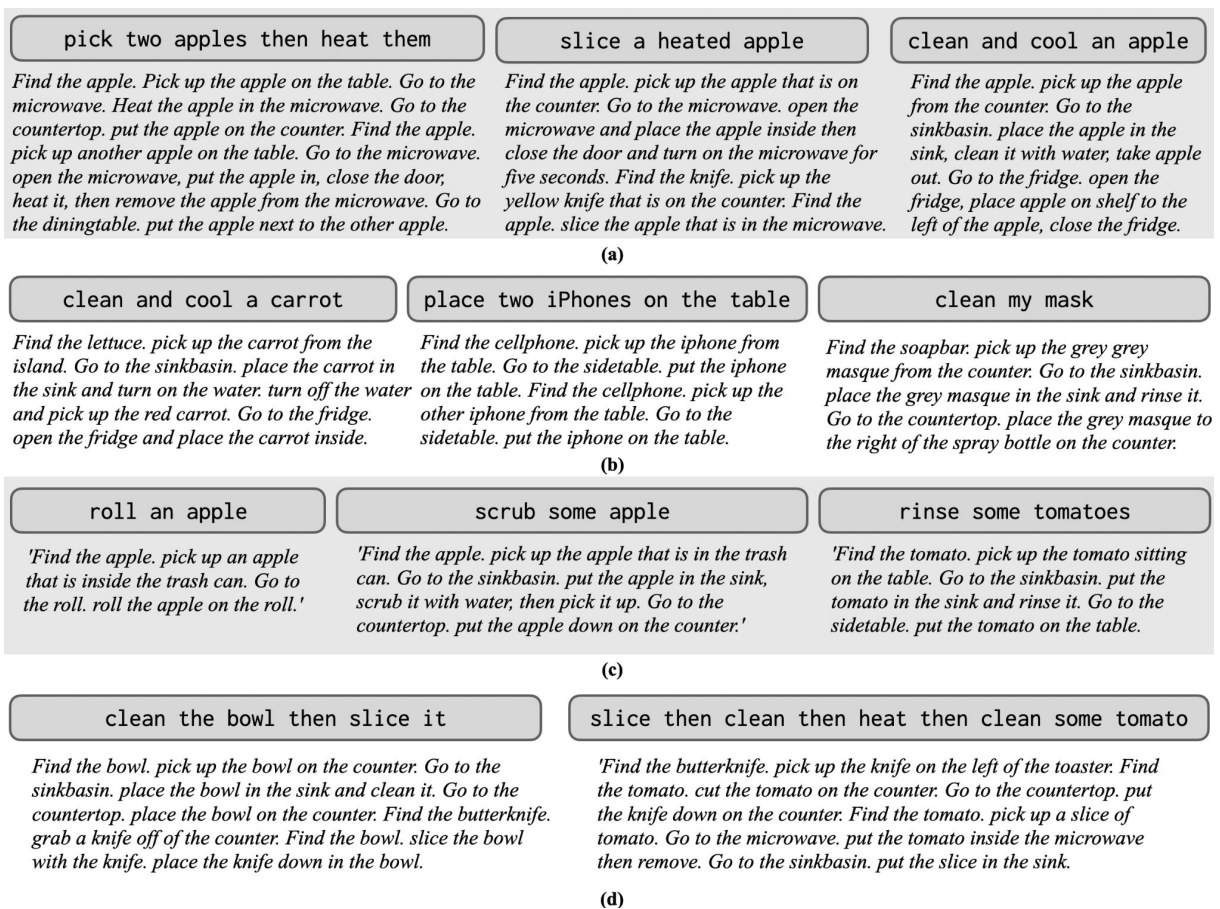 pick two apples then heat them
Find the apple. Pick up the apple on the table. Go to the
microwave. Heat the apple in the microwave. Go to the
countertop. put the apple on the counter. Find the apple.
pick up another apple on the table. Go to the microwave.
open the microwave, put the apple in, close the door,
heat it, then remove the apple from the microwave. Go to
the diningtable. put the apple next to the other apple.
slice a heated apple
Find the apple. pick up the apple that is on
the counter. Go to the microwave. open the
microwave and place the apple inside then
close the door and turn on the microwave for
five seconds. Find the knife. pick up the
yellow knife that is on the counter. Find the
apple. slice the apple that is in the microwave.
clean and cool an apple
Find the apple. pick up the apple
from the counter. Go to the
sinkbasin. place the apple in the
sink, clean it with water, take apple
out. Go to the fridge. open the
fridge, place apple on shelf to the
left of the apple, close the fridge.
(a)
clean and cool a carrot
Find the lettuce. pick up the carrot from the
island. Go to the sinkbasin. place the carrot in
the sink and turn on the water. turn off the water
and pick up the red carrot. Go to the fridge.
open the fridge and place the carrot inside.
place two iPhones on the table
Find the cellphone. pick up the iphone from
the table. Go to the sidetable. put the iphone
on the table. Find the cellphone. pick up the
other iphone from the table. Go to the
sidetable. put the iphone on the table.
clean my mask
Find the soapbar. pick up the grey grey
masque from the counter. Go to the sinkbasin.
place the grey masque in the sink and rinse it.
Go to the countertop. place the grey masque to
the right of the spray bottle on the counter.
(b)
roll an apple
'Find the apple. pick up an apple
that is inside the trash can. Go to
the roll. roll the apple on the roll.'
scrub some apple
'Find the apple. pick up the apple that is in the trash
can. Go to the sinkbasin. put the apple in the sink,
scrub it with water, then pick it up. Go to the
countertop. put the apple down on the counter.'
rinse some tomatoes
'Find the tomato. pick up the tomato sitting
on the table. Go to the sinkbasin. put the
tomato in the sink and rinse it. Go to the
sidetable. put the tomato on the table.
(c)
clean the bowl then slice it
Find the bowl. pick up the bowl on the counter. Go to the
sinkbasin. place the bowl in the sink and clean it. Go to the
countertop. place the bowl on the counter. Find the butterknife.
grab a knife off of the counter. Find the bowl. slice the bowl
with the knife. place the knife down in the bowl.
slice then clean then heat then clean some tomato
'Find the butterknife. pick up the knife on the left of the toaster. Find
the tomato. cut the tomato on the counter. Go to the countertop. put
the knife down on the counter. Find the tomato. pick up a slice of
tomato. Go to the microwave. put the tomato inside the microwave
then remove. Go to the sinkbasin. put the slice in the sink.
(d)